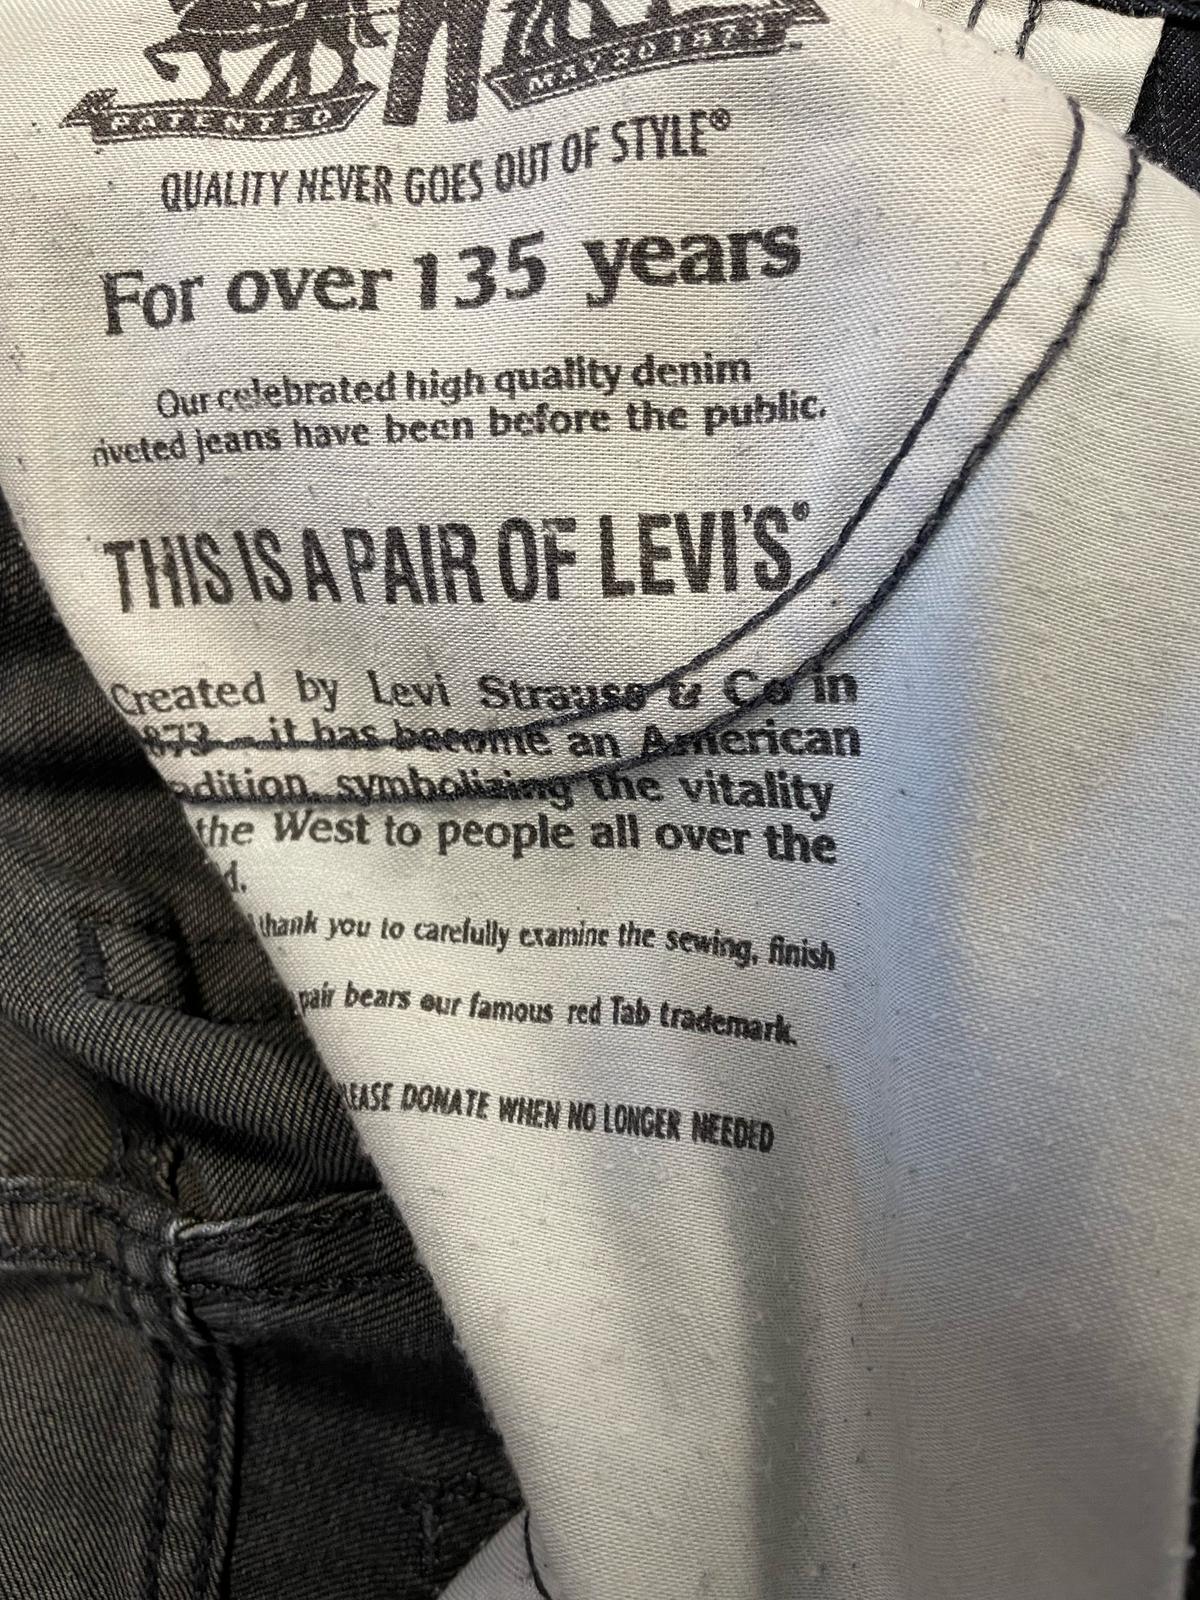 PATENTED
MAY 20 1873
QUALITY NEVER GOES OUT OF STYLE®
For over 135 years
Our celebrated high quality denim
riveted jeans have been before the public.
THIS IS A PAIR OF LEVI'S®
Created by Levi Strauss & Co in
873 – it has become an American
adition, symbolizing the vitality
the West to people all over the
d.
thank you to carefully examine the sewing, finish
pair bears our famous red Tab trademark.
LEASE DONATE WHEN NO LONGER NEEDED